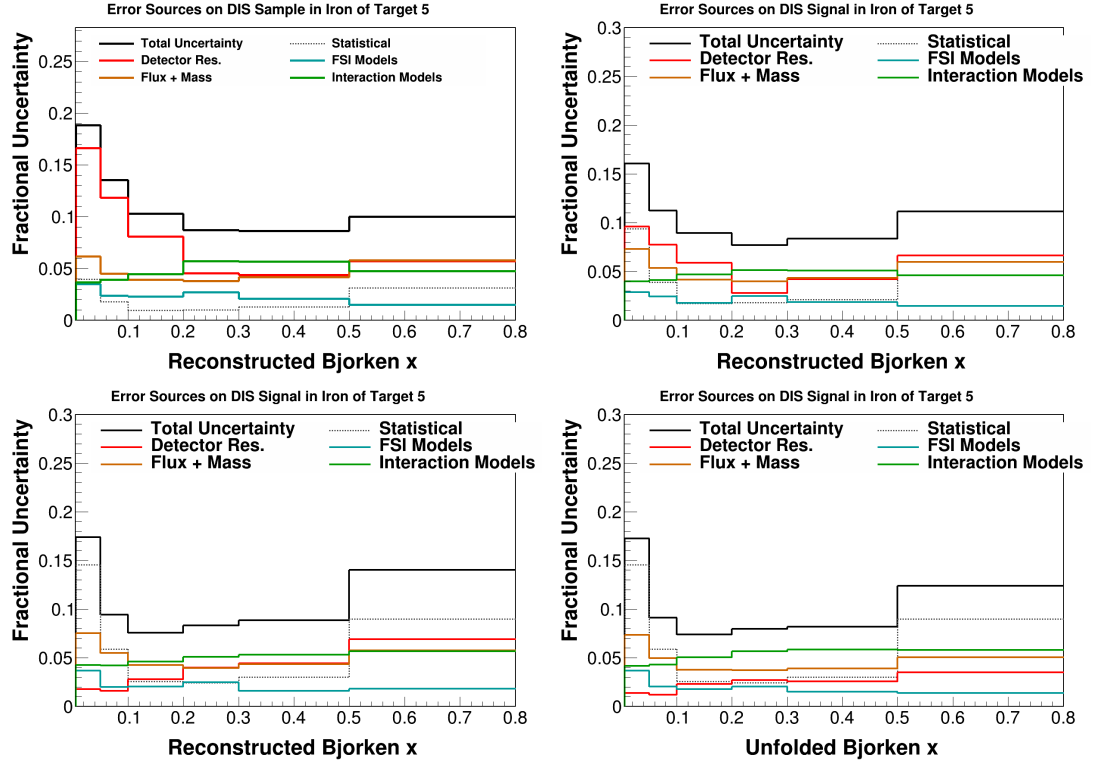 Error Sources on DIS Sample in Iron of Target 5
Fractional Uncertainty
Total Uncertainty
Statistical
Detector Res.
FSI Models
Flux + Mass
Interaction Models
0.25
0.2
0.15
0.1
0.05
0
0.1 0.2 0.3 0.4 0.5 0.6 0.7 0.8
Reconstructed Bjorken x
Error Sources on DIS Signal in Iron of Target 5
Fractional Uncertainty
Total Uncertainty
Statistical
Detector Res.
FSI Models
Flux + Mass
Interaction Models
0.3
0.25
0.2
0.15
0.1
0.05
0
0.1 0.2 0.3 0.4 0.5 0.6 0.7 0.8
Reconstructed Bjorken x
Error Sources on DIS Signal in Iron of Target 5
Fractional Uncertainty
Total Uncertainty
Statistical
Detector Res.
FSI Models
Flux + Mass
Interaction Models
0.3
0.25
0.2
0.15
0.1
0.05
0
0.1 0.2 0.3 0.4 0.5 0.6 0.7 0.8
Reconstructed Bjorken x
Error Sources on DIS Signal in Iron of Target 5
Fractional Uncertainty
Total Uncertainty
Statistical
Detector Res.
FSI Models
Flux + Mass
Interaction Models
0.3
0.25
0.2
0.15
0.1
0.05
0
0.1 0.2 0.3 0.4 0.5 0.6 0.7 0.8
Unfolded Bjorken x